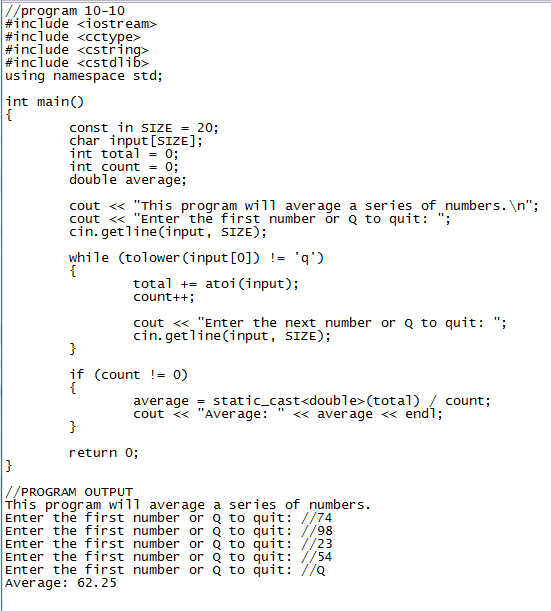 //program 10-10
#include <iostream>
#include <cctype>
#include <cstring>
#include <cstdlib>
using namespace std;
int main()
{
const in SIZE = 20;
char input[SIZE];
int total = 0;
int count = 0;
double average;
cout << "This program will average a series of numbers.\n";
cout << "Enter the first number or Q to quit: ";
cin.getline(input, SIZE);
while (tolower(input[0]) != 'q')
{
total += atoi(input);
count++;
cout << "Enter the next number or Q to quit: ";
cin.getline(input, SIZE);
}
if (count != 0)
{
average = static_cast<double>(total) / count;
cout << "Average: " << average << endl;
}
return 0;
}
//PROGRAM OUTPUT
This program will average a series of numbers.
Enter the first number or Q to quit: //74
Enter the first number or Q to quit: //98
Enter the first number or Q to quit: //23
Enter the first number or Q to quit: //54
Enter the first number or Q to quit: //Q
Average: 62.25